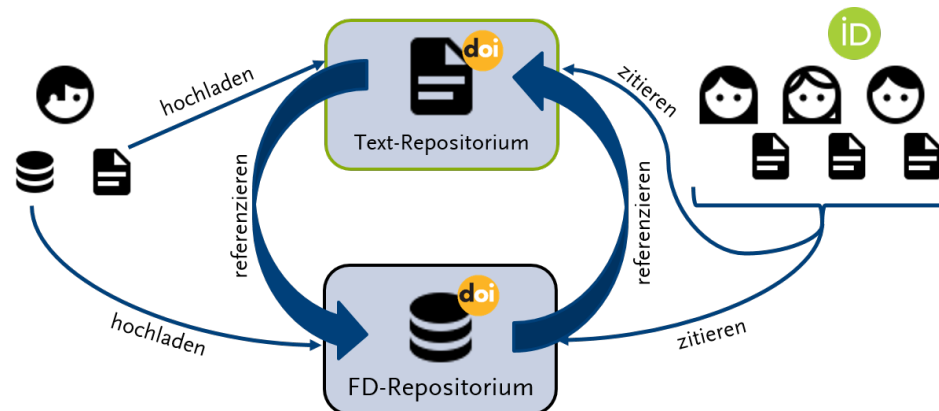 iD
doi
hochladen
zitieren
Text-Repositorium
referenzieren
referenzieren
doi
hochladen
zitieren
FD-Repositorium